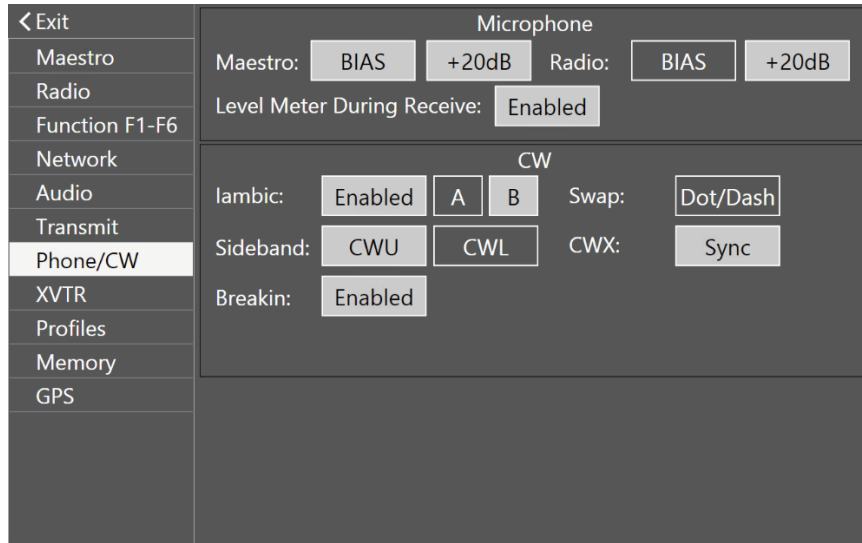 Exit
Maestro
Radio
Function F1-F6
Network
Audio
Transmit
Phone/CW
XVTR
Profiles
Memory
GPS
Microphone
Maestro: BIAS +20dB Radio: BIAS +20dB
Level Meter During Receive: Enabled
CW
Iambic: Enabled A B Swap: Dot/Dash
Sideband: CWU CWL CWX: Sync
Breakin: Enabled